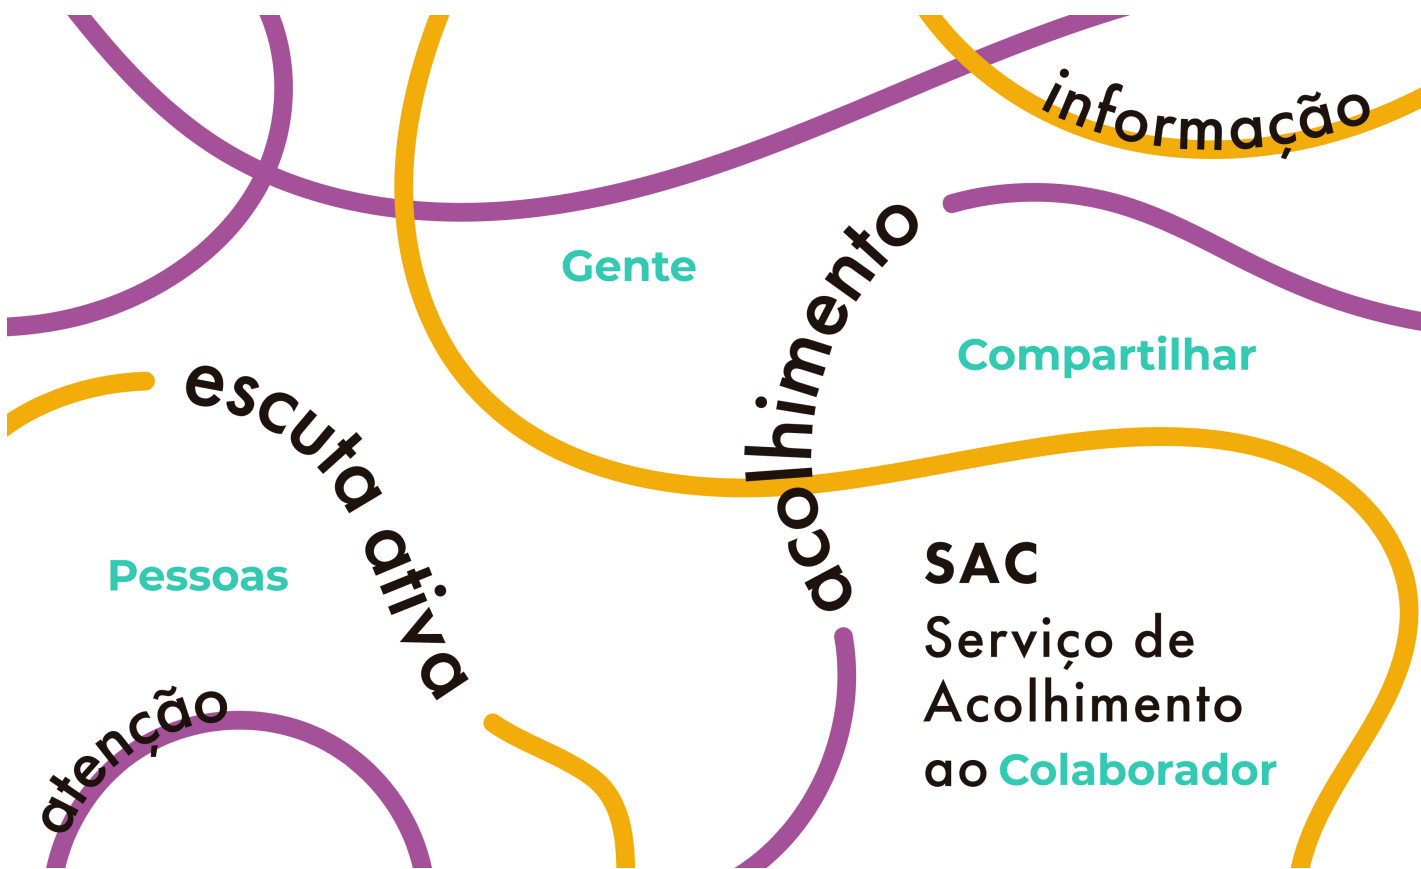 informação
Gente
acolhimento
Compartilhar
escuta ativa
Pessoas
atenção
SAC
Serviço de
Acolhimento
ao Colaborador